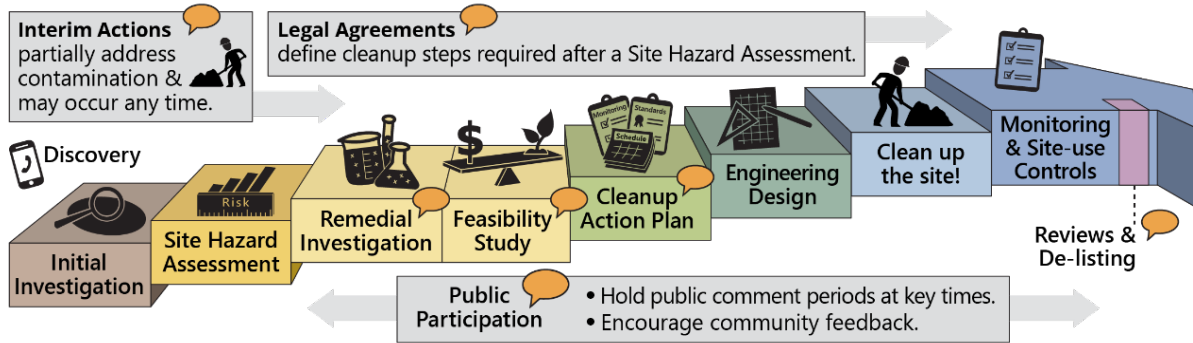 Interim Actions
partially address
contamination &
may occur any time.
Legal Agreements
define cleanup steps required after a Site Hazard Assessment.
Discovery
Initial
Investigation
Risk
Site Hazard
Assessment
Remedial
Investigation
Feasibility
Study
$
Monitoring
Standards
Schedule
Cleanup
Action Plan
Engineering
Design
Clean up
the site!
Monitoring
& Site-use
Controls
Reviews &
De-listing
Public
Participation
• Hold public comment periods at key times.
• Encourage community feedback.